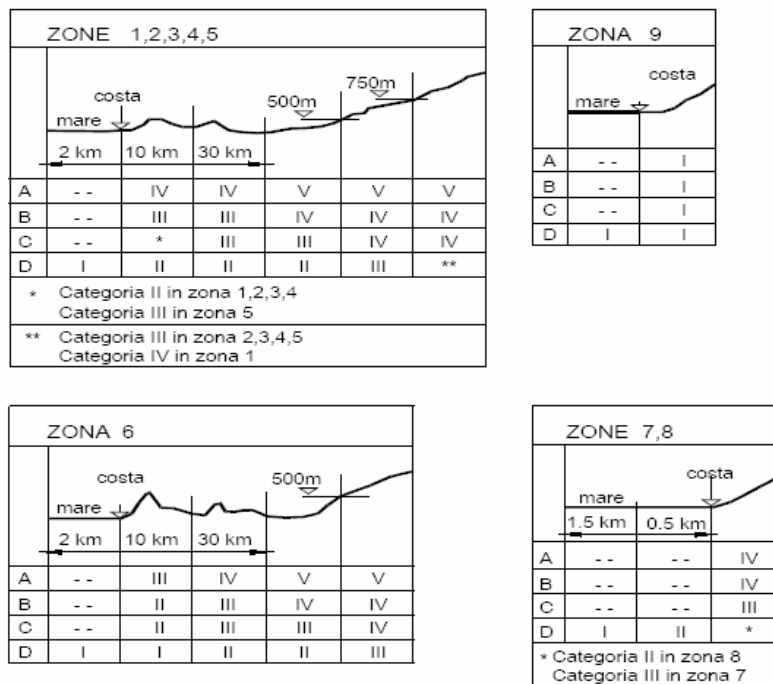 ZONE 1,2,3,4,5
costa
mare
500m
750m
2 km 10 km 30 km
A -- IV IV V V V
B -- III III IV IV IV
C -- * III III IV IV
D I II II II III **
* Categoria II in zona 1,2,3,4
Categoria III in zona 5
** Categoria III in zona 2,3,4,5
Categoria IV in zona 1
ZONA 9
costa
mare
A -- I
B -- I
C -- I
D I I
ZONA 6
costa
mare
500m
2 km 10 km 30 km
A -- III IV V V
B -- II III IV IV
C -- II III III IV
D I I II II III
ZONE 7,8
costa
mare
1.5 km 0.5 km
A -- -- IV
B -- -- IV
C -- -- III
D I II *
* Categoria II in zona 8
Categoria III in zona 7